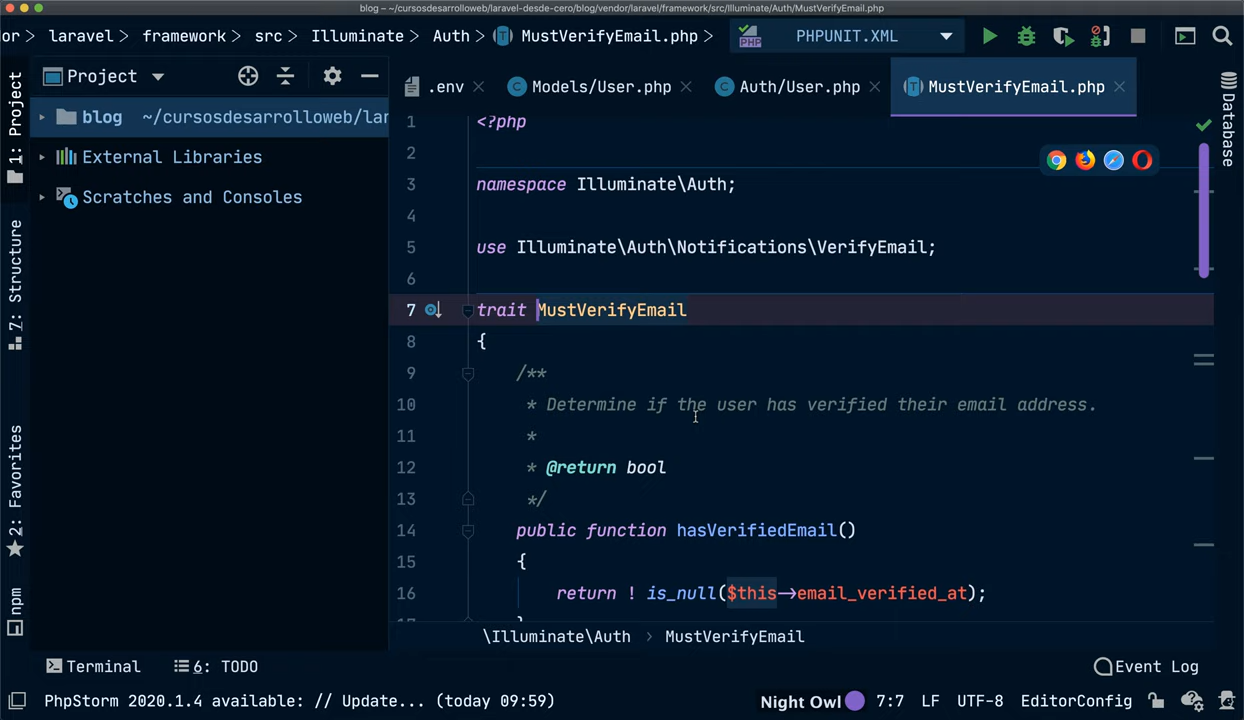 blog – ~/cursosdesarrolloweb/laravel-desde-cero/blog/vendor/laravel/framework/src/Illuminate/Auth/MustVerifyEmail.php
or > laravel > framework > src > Illuminate > Auth > MustVerifyEmail.php >
PHP PHPUNIT.XML
1: Project
7: Structure
2: Favorites
npm
Project
blog ~/cursosdesarrolloweb/lar
External Libraries
Scratches and Consoles
.env
Models/User.php
Auth/User.php
MustVerifyEmail.php
Database
1 <?php
2
3 namespace Illuminate\Auth;
4
5 use Illuminate\Auth\Notifications\VerifyEmail;
6
7 trait MustVerifyEmail
8 {
9 /**
10 * Determine if the user has verified their email address.
11 *
12 * @return bool
13 */
14 public function hasVerifiedEmail()
15 {
16 return ! is_null($this->email_verified_at);
17 }
\Illuminate\Auth > MustVerifyEmail
Terminal
6: TODO
Event Log
PhpStorm 2020.1.4 available: // Update... (today 09:59)
Night Owl 7:7 LF UTF-8 EditorConfig